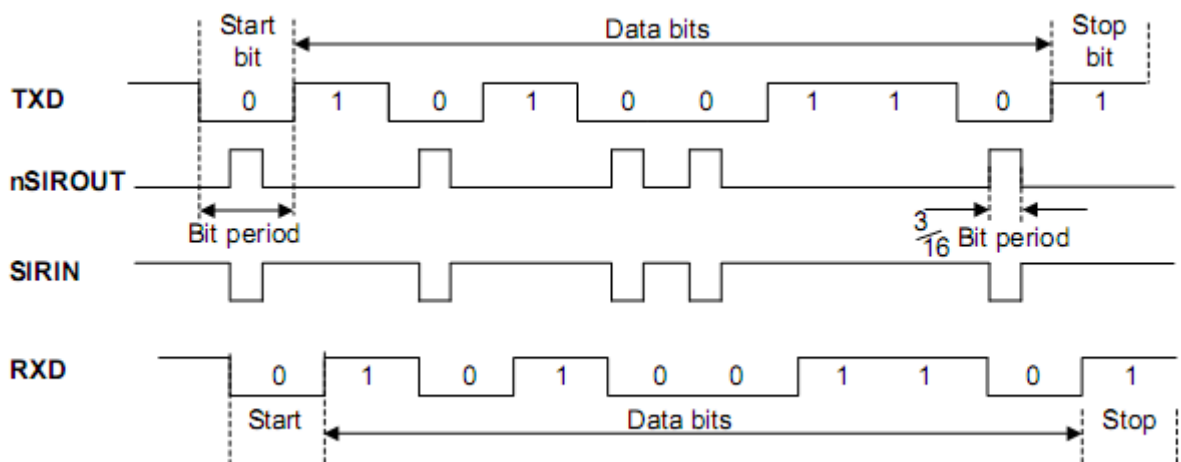 Start bit
Data bits
Stop bit
TXD 0 1 0 1 0 0 1 1 0 1
nSIROUT
Bit period
3/16 Bit period
SIRIN
RXD 0 1 0 1 0 0 1 1 0 1
Start
Data bits
Stop